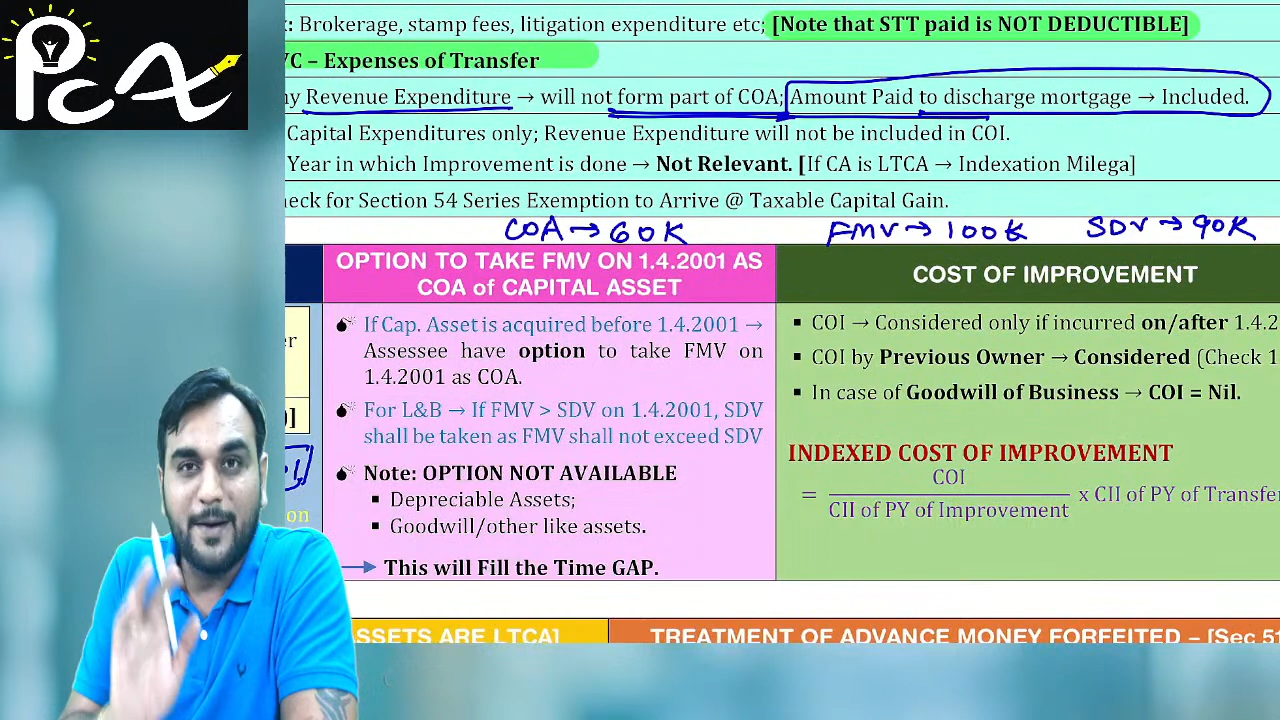 PCA
: Brokerage, stamp fees, litigation expenditure etc; [Note that STT paid is NOT DEDUCTIBLE]
VC – Expenses of Transfer
ny Revenue Expenditure → will not form part of COA; Amount Paid to discharge mortgage → Included.
Capital Expenditures only; Revenue Expenditure will not be included in COI.
Year in which Improvement is done → Not Relevant. [If CA is LTCA → Indexation Milega]
heck for Section 54 Series Exemption to Arrive @ Taxable Capital Gain.
COA → 60K FMV → 100K SDV → 90K
OPTION TO TAKE FMV ON 1.4.2001 AS
COA of CAPITAL ASSET
If Cap. Asset is acquired before 1.4.2001 →
Assessee have option to take FMV on
1.4.2001 as COA.
For L&B → If FMV > SDV on 1.4.2001, SDV
shall be taken as FMV shall not exceed SDV
Note: OPTION NOT AVAILABLE
▪ Depreciable Assets;
▪ Goodwill/other like assets.
→ This will Fill the Time GAP.
COST OF IMPROVEMENT
▪ COI → Considered only if incurred on/after 1.4.2
▪ COI by Previous Owner → Considered (Check 1
▪ In case of Goodwill of Business → COI = Nil.
INDEXED COST OF IMPROVEMENT
COI
= x CII of PY of Transfer
CII of PY of Improvement
er
)]
on
ASSETS ARE LTCA]
TREATMENT OF ADVANCE MONEY FORFEITED – [Sec 51